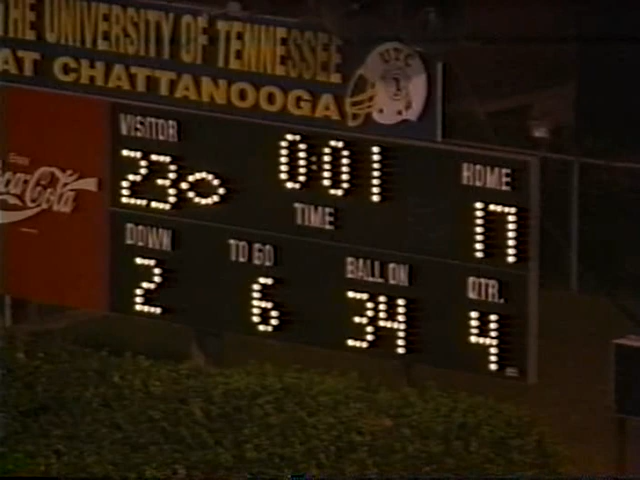 THE UNIVERSITY OF TENNESSEE
AT CHATTANOOGA
UTC
Coca-Cola
VISITOR
23
0:01
TIME
HOME
17
DOWN
2
TO GO
6
BALL ON
34
QTR.
4